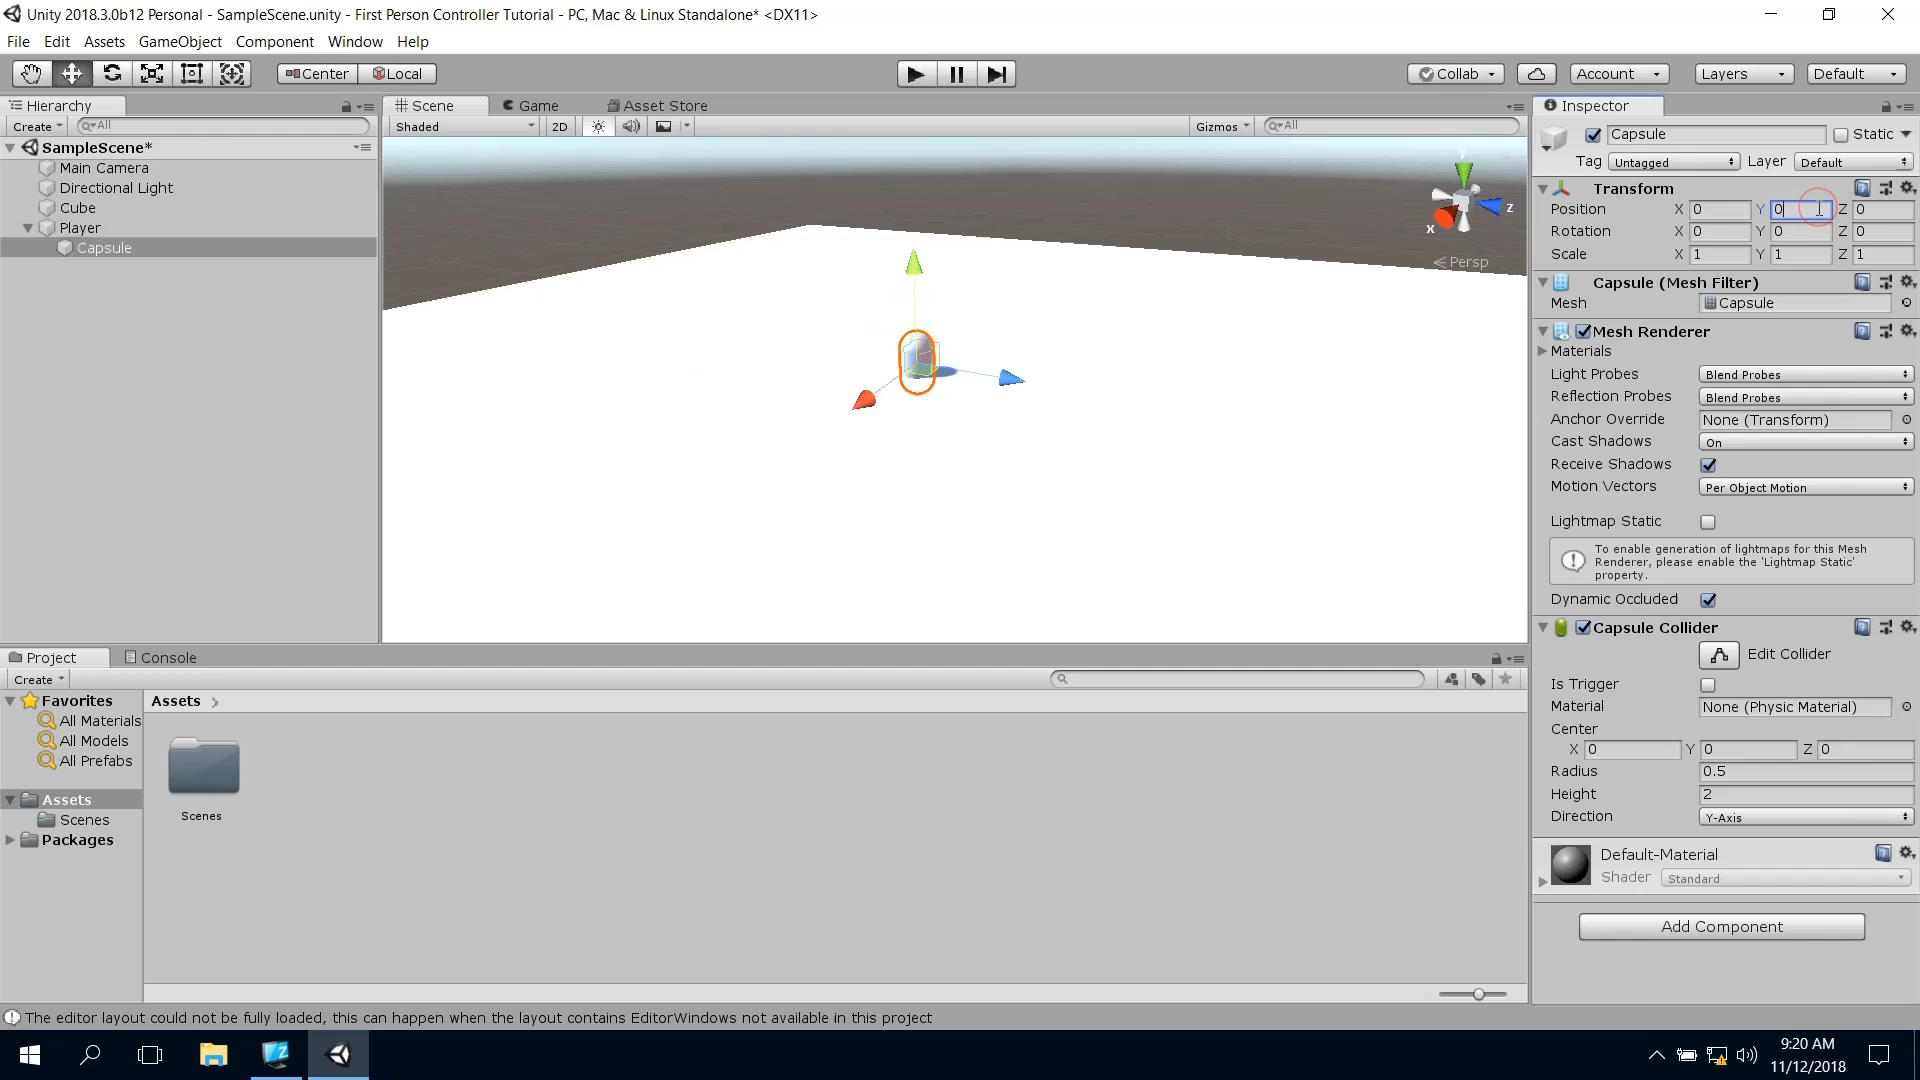 Unity 2018.3.0b12 Personal - SampleScene.unity - First Person Controller Tutorial - PC, Mac & Linux Standalone* <DX11>
File Edit Assets GameObject Component Window Help
Center Local Collab Account Layers Default
Hierarchy
Create All
SampleScene*
Main Camera
Directional Light
Cube
Player
Capsule
Scene Game Asset Store
Shaded 2D Gizmos All
y
z
x
Persp
Inspector
Capsule Static
Tag Untagged Layer Default
Transform
Position X 0 Y 0 Z 0
Rotation X 0 Y 0 Z 0
Scale X 1 Y 1 Z 1
Capsule (Mesh Filter)
Mesh Capsule
Mesh Renderer
Materials
Light Probes Blend Probes
Reflection Probes Blend Probes
Anchor Override None (Transform)
Cast Shadows On
Receive Shadows
Motion Vectors Per Object Motion
Lightmap Static
To enable generation of lightmaps for this Mesh
Renderer, please enable the 'Lightmap Static'
property.
Dynamic Occluded
Capsule Collider
Edit Collider
Is Trigger
Material None (Physic Material)
Center
X 0 Y 0 Z 0
Radius 0.5
Height 2
Direction Y-Axis
Default-Material
Shader Standard
Add Component
Project Console
Create
Favorites
All Materials
All Models
All Prefabs
Assets
Scenes
Packages
Assets
Scenes
The editor layout could not be fully loaded, this can happen when the layout contains EditorWindows not available in this project
9:20 AM
11/12/2018